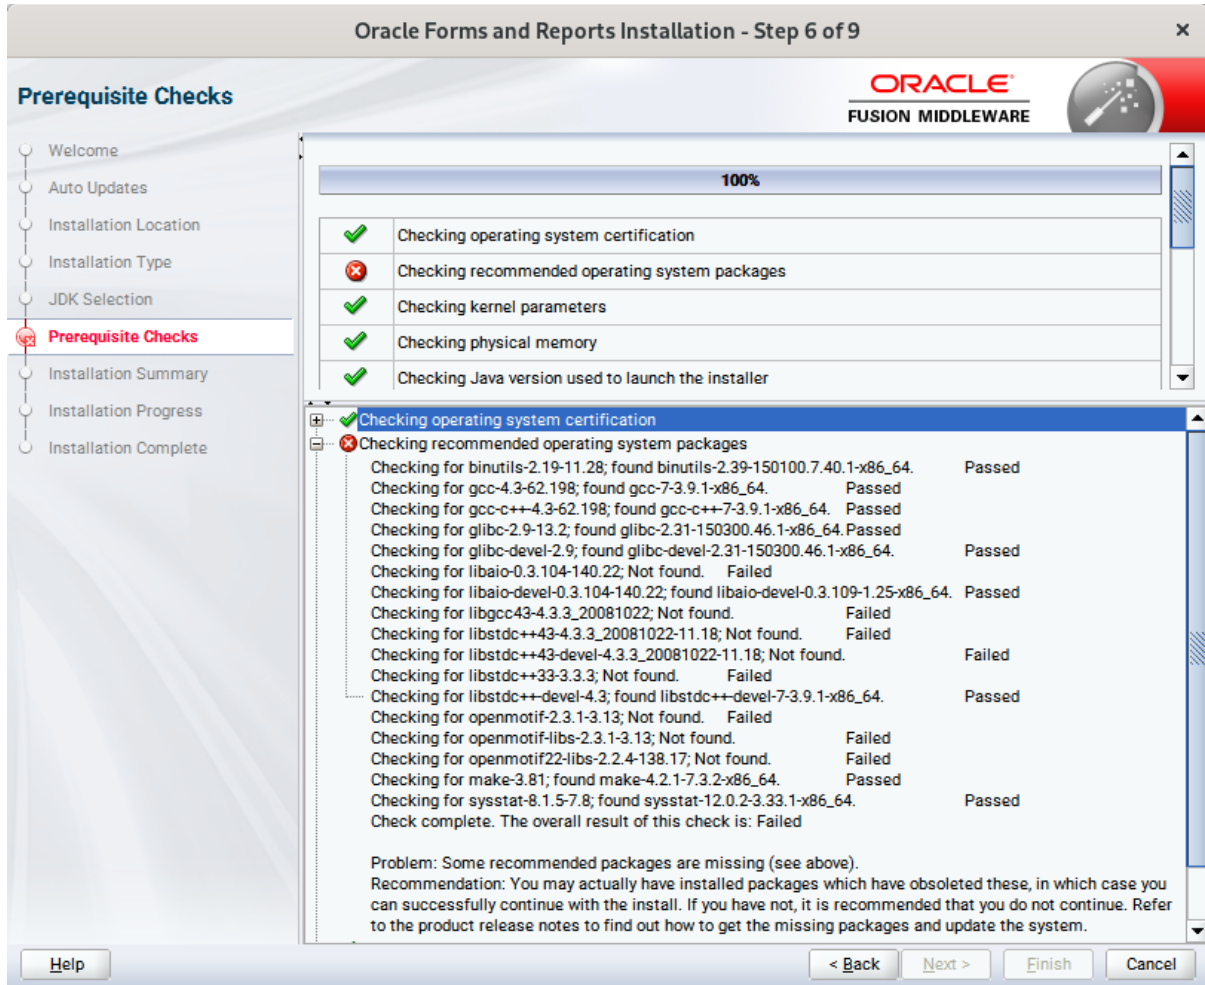 Oracle Forms and Reports Installation - Step 6 of 9
Prerequisite Checks
ORACLE
FUSION MIDDLEWARE
Welcome
Auto Updates
Installation Location
Installation Type
JDK Selection
Prerequisite Checks
Installation Summary
Installation Progress
Installation Complete
100%
Checking operating system certification
Checking recommended operating system packages
Checking kernel parameters
Checking physical memory
Checking Java version used to launch the installer
Checking operating system certification
Checking recommended operating system packages
Checking for binutils-2.19-11.28; found binutils-2.39-150100.7.40.1-x86_64. Passed
Checking for gcc-4.3-62.198; found gcc-7-3.9.1-x86_64. Passed
Checking for gcc-c++-4.3-62.198; found gcc-c++-7-3.9.1-x86_64. Passed
Checking for glibc-2.9-13.2; found glibc-2.31-150300.46.1-x86_64. Passed
Checking for glibc-devel-2.9; found glibc-devel-2.31-150300.46.1-x86_64. Passed
Checking for libaio-0.3.104-140.22; Not found. Failed
Checking for libaio-devel-0.3.104-140.22; found libaio-devel-0.3.109-1.25-x86_64. Passed
Checking for libgcc43-4.3.3_20081022; Not found. Failed
Checking for libstdc++43-4.3.3_20081022-11.18; Not found. Failed
Checking for libstdc++43-devel-4.3.3_20081022-11.18; Not found. Failed
Checking for libstdc++33-3.3.3; Not found. Failed
Checking for libstdc++-devel-4.3; found libstdc++-devel-7-3.9.1-x86_64. Passed
Checking for openmotif-2.3.1-3.13; Not found. Failed
Checking for openmotif-libs-2.3.1-3.13; Not found. Failed
Checking for openmotif22-libs-2.2.4-138.17; Not found. Failed
Checking for make-3.81; found make-4.2.1-7.3.2-x86_64. Passed
Checking for sysstat-8.1.5-7.8; found sysstat-12.0.2-3.33.1-x86_64. Passed
Check complete. The overall result of this check is: Failed
Problem: Some recommended packages are missing (see above).
Recommendation: You may actually have installed packages which have obsoleted these, in which case you
can successfully continue with the install. If you have not, it is recommended that you do not continue. Refer
to the product release notes to find out how to get the missing packages and update the system.
Help
< Back
Next >
Finish
Cancel